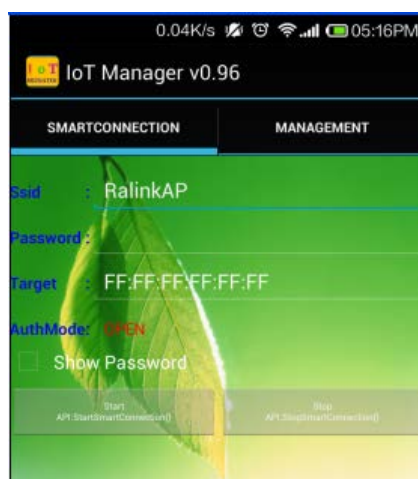 0.04K/s 05:16PM
IoT
IoT Manager v0.96
SMARTCONNECTION MANAGEMENT
Ssid : RalinkAP
Password :
Target : FF:FF:FF:FF:FF:FF
AuthMode: OPEN
Show Password
Start Stop
API:StartSmartConnection() API:StopSmartConnection()